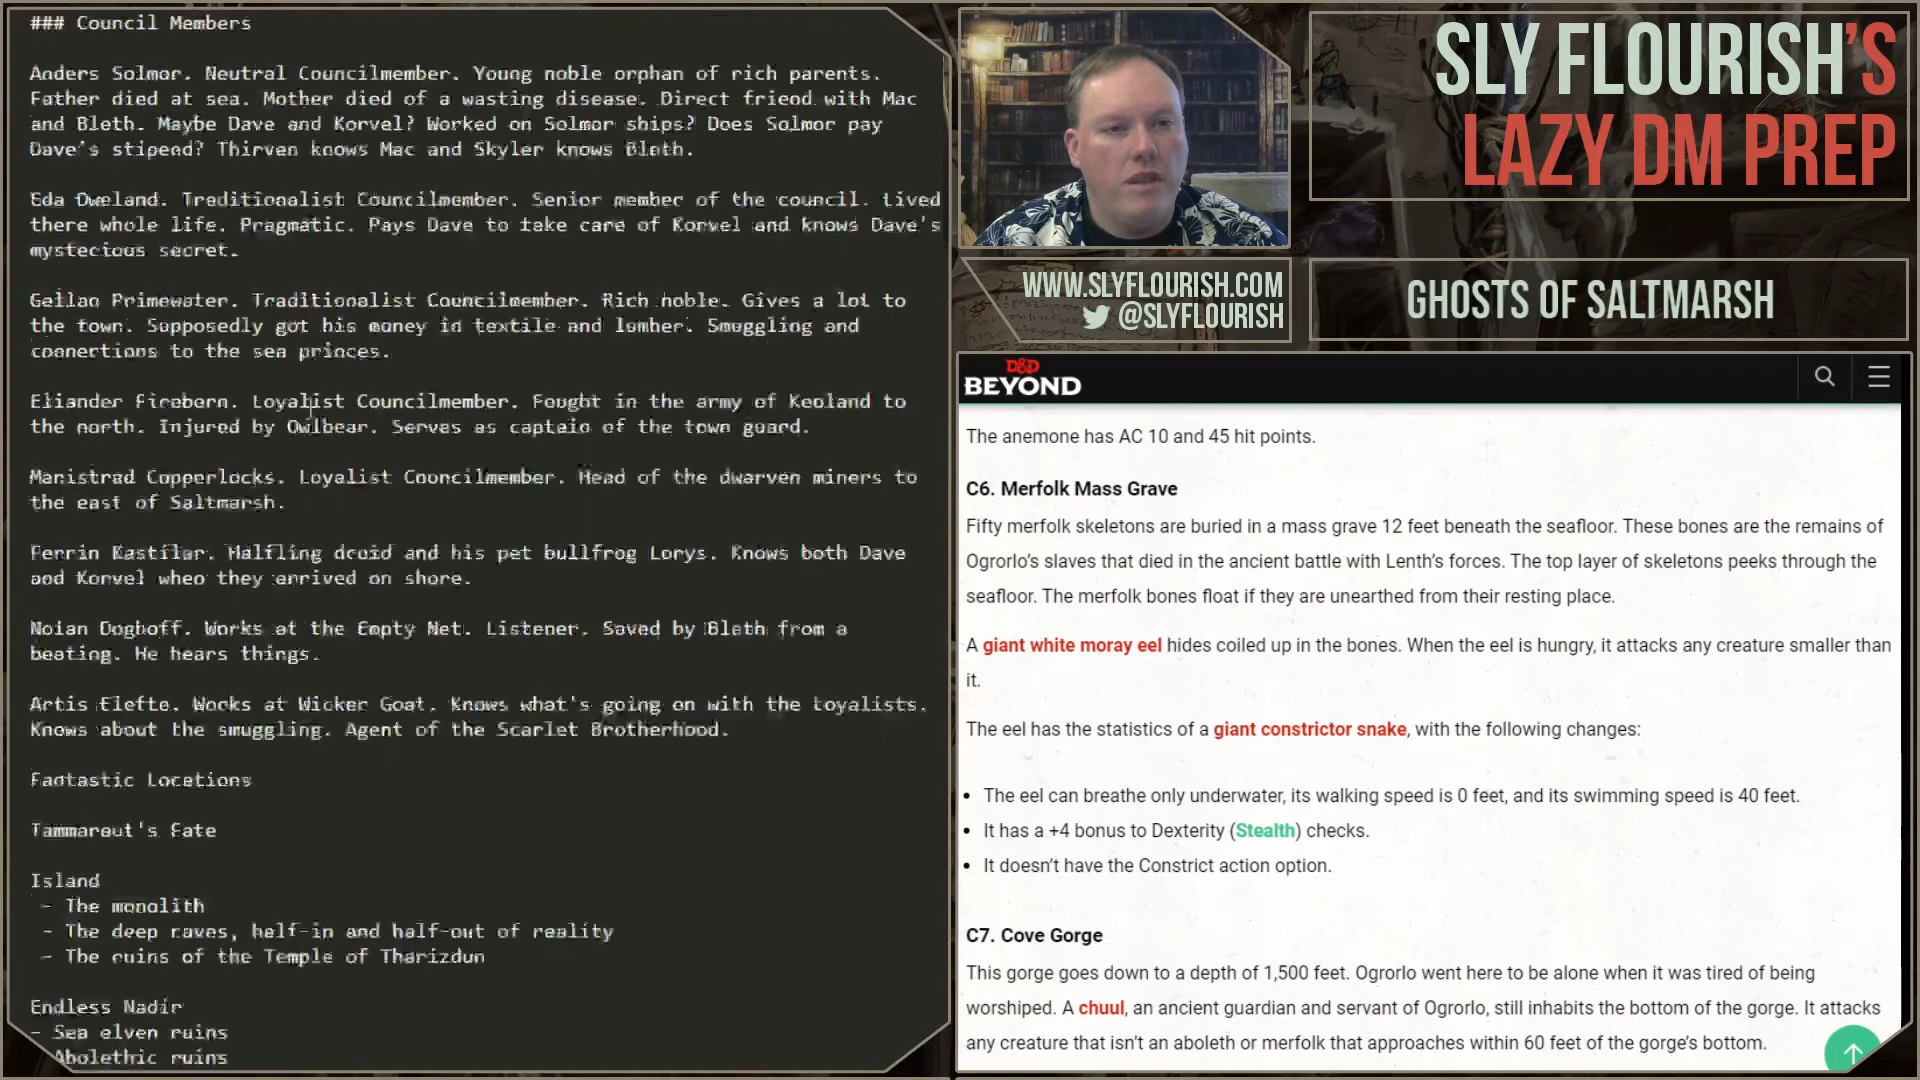 ### Council Members
Anders Solmor. Neutral Councilmember. Young noble orphan of rich parents.
Father died at sea. Mother died of a wasting disease. Direct friend with Mac
and Bleth. Maybe Dave and Korvel? Worked on Solmor ships? Does Solmor pay
Dave's stipend? Thirven knows Mac and Skyler knows
Eda Oweland. Traditionalist Councilmember. Senior member of the council. Lived
there whole life. Pragmatic. Pays Dave to take care of Korvel and knows Dave's
mysterious secret.
Gellan Primewater. Traditionalist Councilmember. Rich noble. Gives a lot to
the town. Supposedly got his money in textile and lumber. Smuggling and
connections to the sea princes.
Eliander Fireborn. Loyalist Councilmember. Fought in the army of Keoland to
the north. Injured by Owlbear. Serves as captain of the town guard.
Manistrad Copperlocks. Loyalist Councilmember. Head of the dwarven miners to
the east of Saltmarsh.
Ferrin Kastilar. Halfling druid and his pet bullfrog Lorys. Knows both Dave
and Korvel when they arrived on shore.
Works at the Empty Net. Listener. Saved by from a
beating. He hears things.
Works at Wicker Goat. Knows what's going on with the loyalists.
Knows about the smuggling. Agent of the Scarlet Brotherhood.
Fantastic Locations
Tammeraut's Fate
Island
- The monolith
- The deep caves, half-in and half-out of reality
- The ruins of the Temple of Tharizdun
Endless Nadir
- Sea elven ruins
Abolethic ruins
SLY FLOURISH'S
LAZY DM PREP
WWW.SLYFLOURISH.COM
@SLYFLOURISH
GHOSTS OF SALTMARSH
D&D
BEYOND
The anemone has AC 10 and 45 hit points.
C6. Merfolk Mass Grave
Fifty merfolk skeletons are buried in a mass grave 12 feet beneath the seafloor. These bones are the remains of
Ogrorlo's slaves that died in the ancient battle with Lenth's forces. The top layer of skeletons peeks through the
seafloor. The merfolk bones float if they are unearthed from their resting place.
A giant white moray eel hides coiled up in the bones. When the eel is hungry, it attacks any creature smaller than
it.
The eel has the statistics of a giant constrictor snake, with the following changes:
• The eel can breathe only underwater, its walking speed is 0 feet, and its swimming speed is 40 feet.
• It has a +4 bonus to Dexterity (Stealth) checks.
• It doesn't have the Constrict action option.
C7. Cove Gorge
This gorge goes down to a depth of 1,500 feet. Ogrorlo went here to be alone when it was tired of being
worshiped. A chuul, an ancient guardian and servant of Ogrorlo, still inhabits the bottom of the gorge. It attacks
any creature that isn't an aboleth or merfolk that approaches within 60 feet of the gorge's bottom.